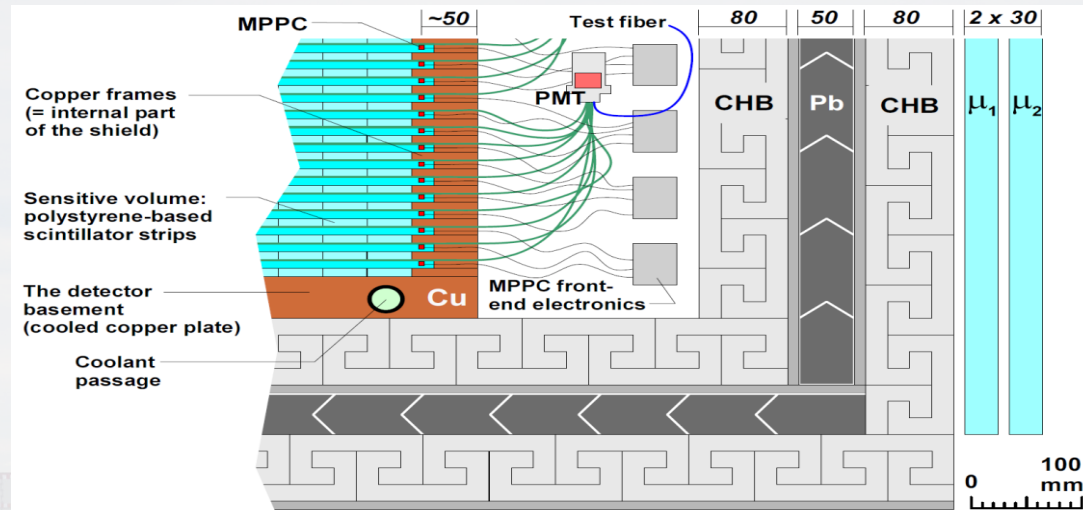 MPPC
~50
Test fiber
80
50
80
2 x 30
Copper frames
(= internal part
of the shield)
PMT
CHB
Pb
CHB
μ1
μ2
Sensitive volume:
polystyrene-based
scintillator strips
The detector
basement
(cooled copper plate)
Cu
MPPC front-
end electronics
Coolant
passage
0
100
mm